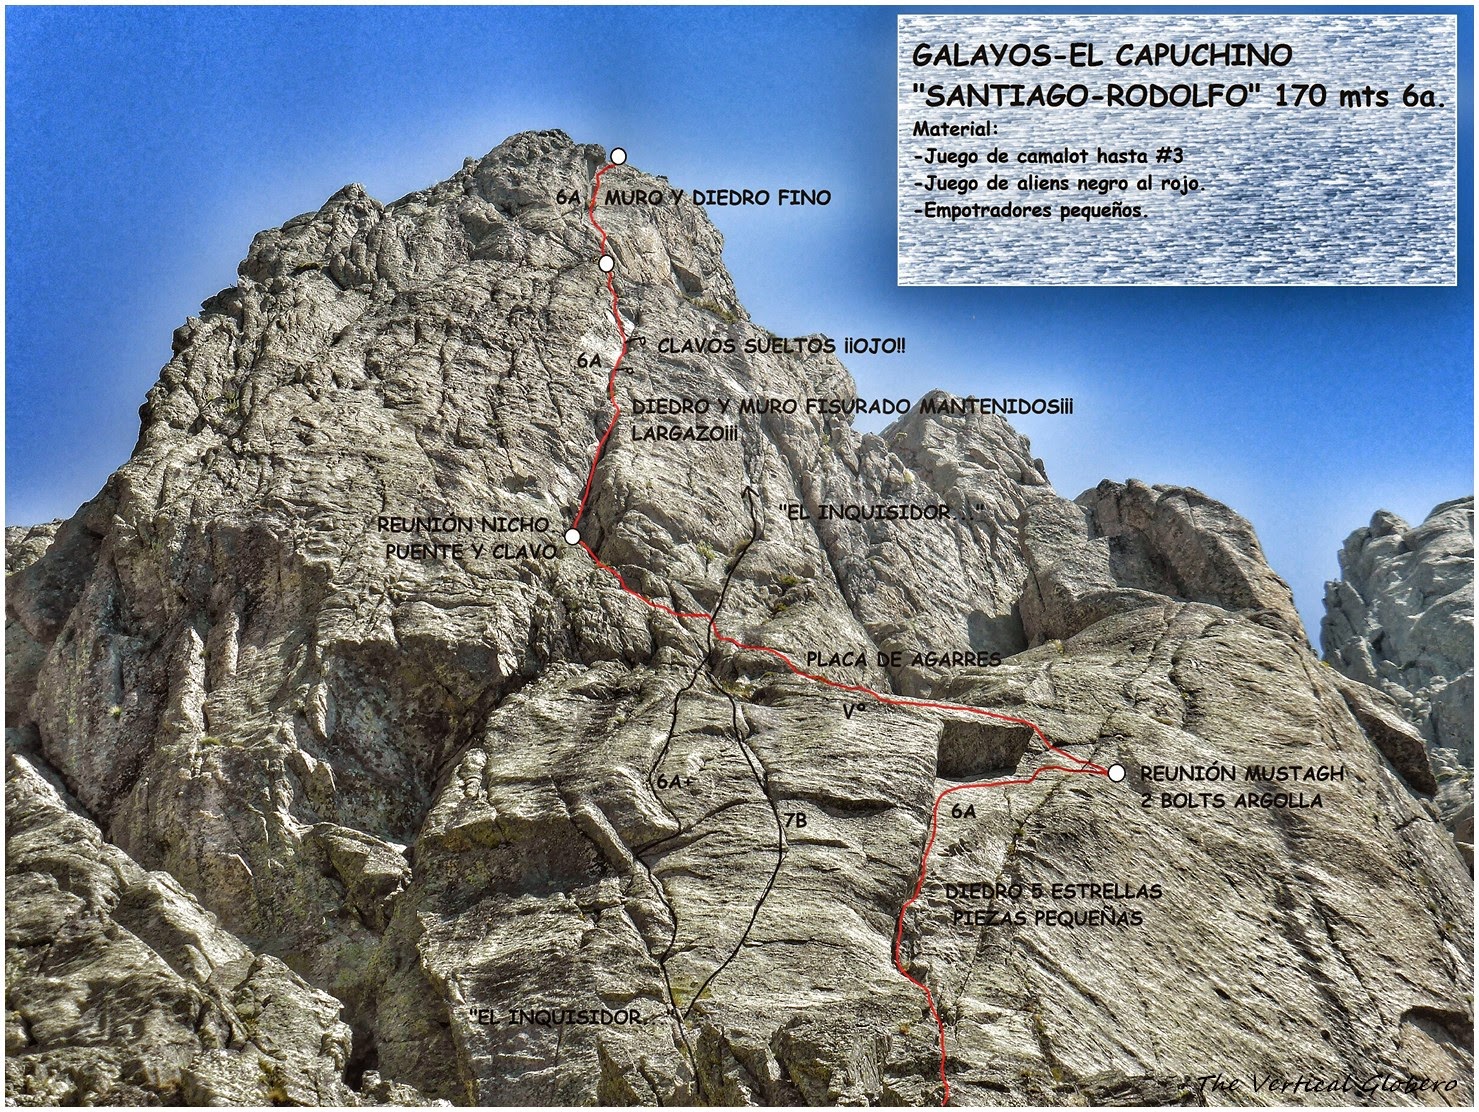 GALAYOS-EL CAPUCHINO
"SANTIAGO-RODOLFO" 170 mts 6a.
Material:
-Juego de camalot hasta #3
-Juego de aliens negro al rojo.
-Empotradores pequeños.
6A MURO Y DIEDRO FINO
CLAVOS SUELTOS ¡¡OJO!!
6A
DIEDRO Y MURO FISURADO MANTENIDOS¡¡¡
LARGAZO¡¡¡
"EL INQUISIDOR..."
REUNIÓN NICHO
PUENTE Y CLAVO
PLACA DE AGARRES
Vº
REUNIÓN MUSTAGH
2 BOLTS ARGOLLA
6A+
7B
6A
DIEDRO 5 ESTRELLAS
PIEZAS PEQUEÑAS
"EL INQUISIDOR..."
The Vertical Globero